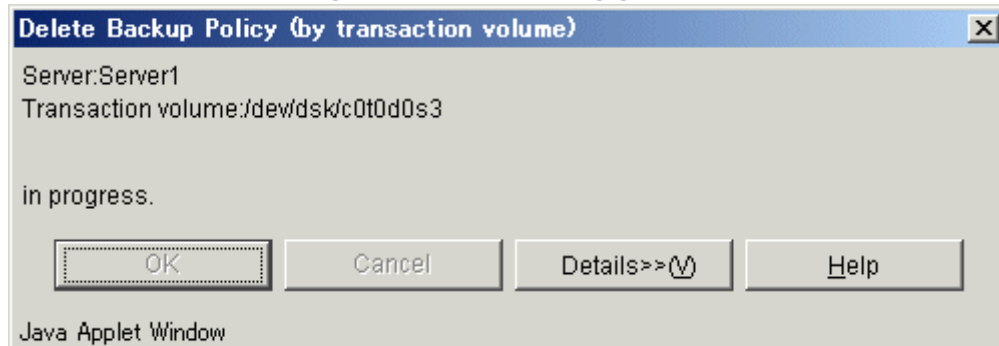 Delete Backup Policy (by transaction volume)
Server:Server1
Transaction volume:/dev/dsk/c0t0d0s3
in progress.
OK Cancel Details>>(V) Help
Java Applet Window